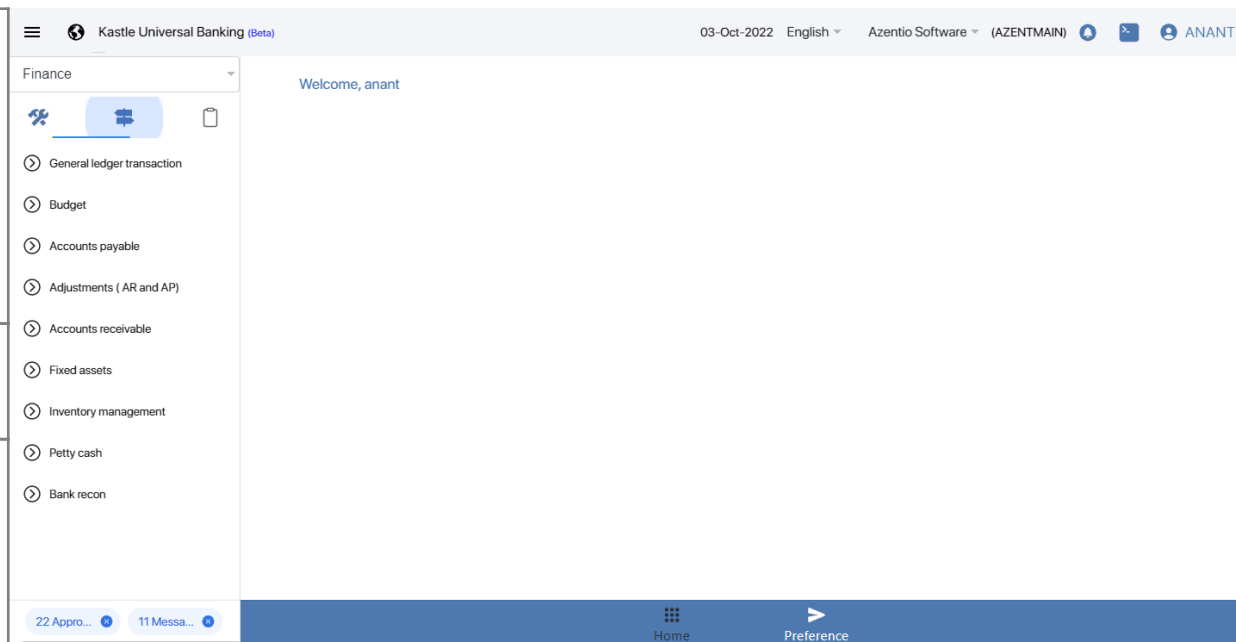 Kastle Universal Banking (Beta)
03-Oct-2022 English Azentio Software (AZENTMAIN) ANANT
Finance
Welcome, anant
General ledger transaction
Budget
Accounts payable
Adjustments ( AR and AP)
Accounts receivable
Fixed assets
Inventory management
Petty cash
Bank recon
22 Appro... 11 Messa...
Home Preference